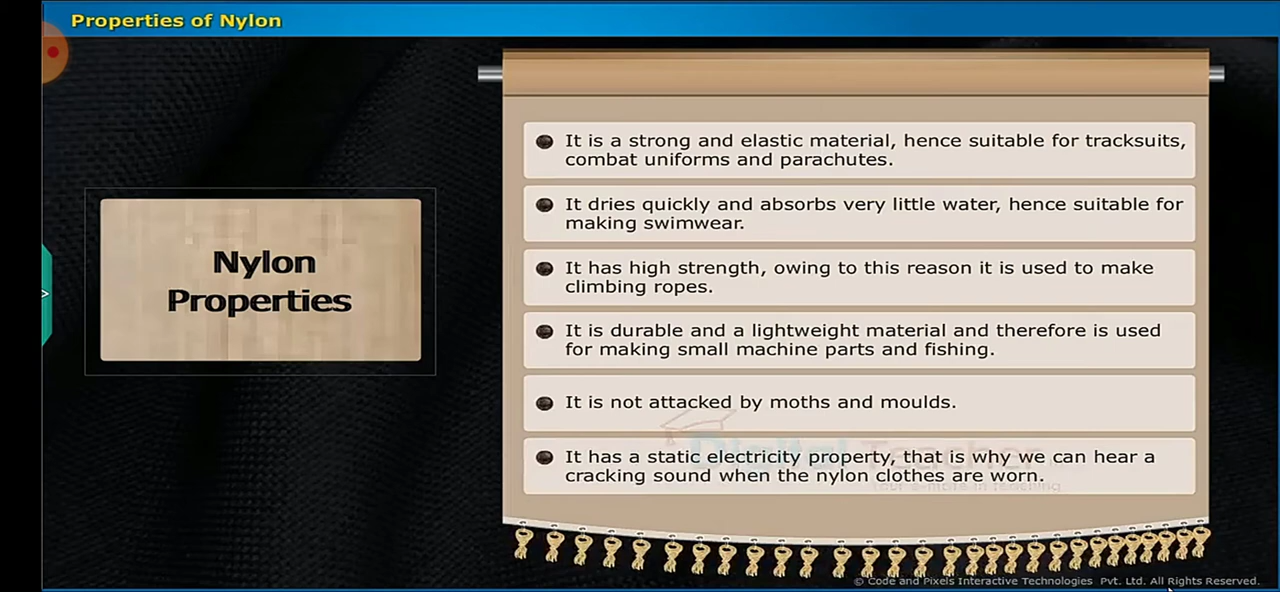 Properties of Nylon
Nylon
Properties
It is a strong and elastic material, hence suitable for tracksuits,
combat uniforms and parachutes.
It dries quickly and absorbs very little water, hence suitable for
making swimwear.
It has high strength, owing to this reason it is used to make
climbing ropes.
It is durable and a lightweight material and therefore is used
for making small machine parts and fishing.
It is not attacked by moths and moulds.
Digital Teacher
It has a static electricity property, that is why we can hear a
cracking sound when the nylon clothes are worn.
© Code and Pixels Interactive Technologies Pvt. Ltd. All Rights Reserved.